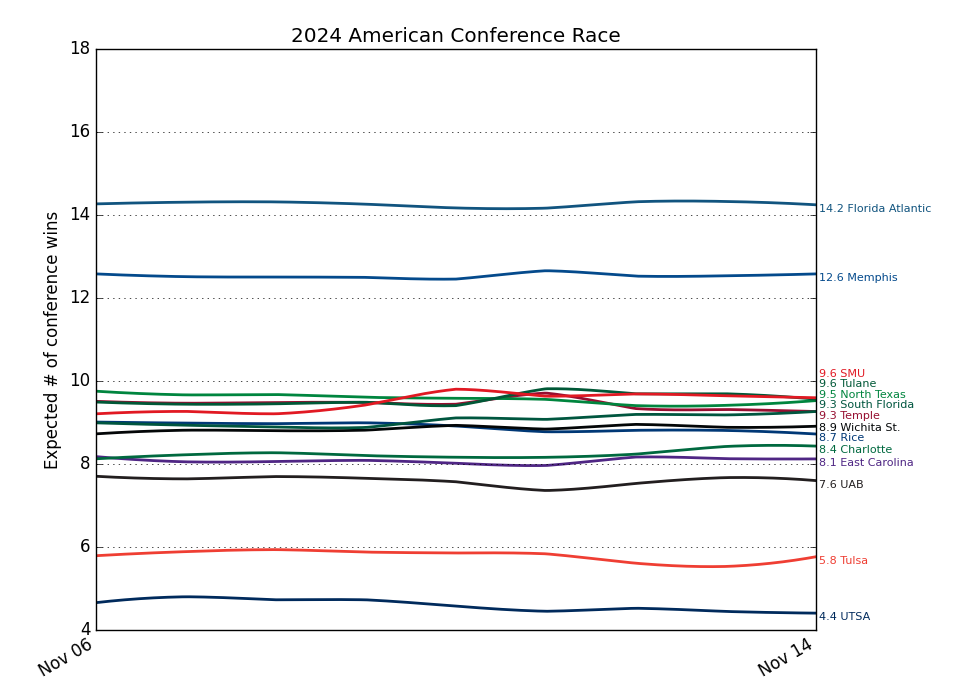 2024 American Conference Race
Expected # of conference wins
18
16
14
12
10
8
6
4
Nov 06
Nov 14
14.2 Florida Atlantic
12.6 Memphis
9.6 SMU
9.6 Tulane
9.5 North Texas
9.3 South Florida
9.3 Temple
8.9 Wichita St.
8.7 Rice
8.4 Charlotte
8.1 East Carolina
7.6 UAB
5.8 Tulsa
4.4 UTSA